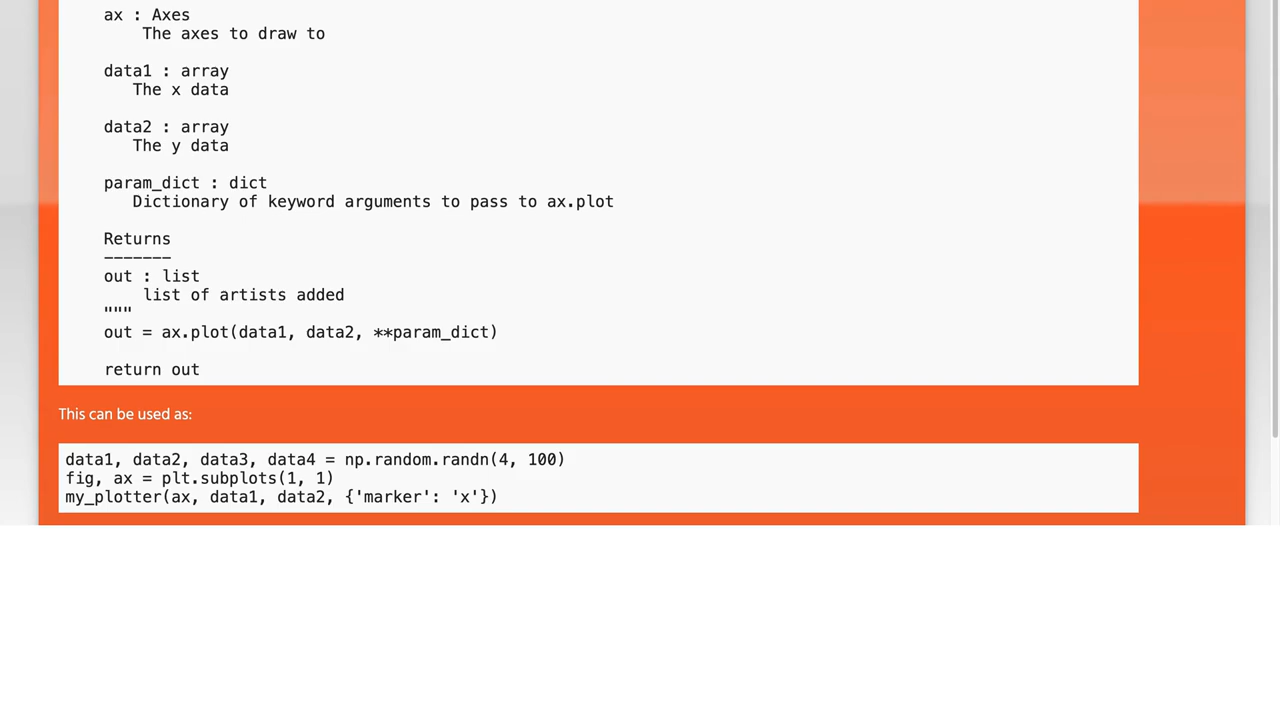 ax : Axes
The axes to draw to
data1 : array
The x data
data2 : array
The y data
param_dict : dict
Dictionary of keyword arguments to pass to ax.plot
Returns
-------
out : list
list of artists added
"""
out = ax.plot(data1, data2, **param_dict)
return out
This can be used as:
data1, data2, data3, data4 = np.random.randn(4, 100)
fig, ax = plt.subplots(1, 1)
my_plotter(ax, data1, data2, {'marker': 'x'})